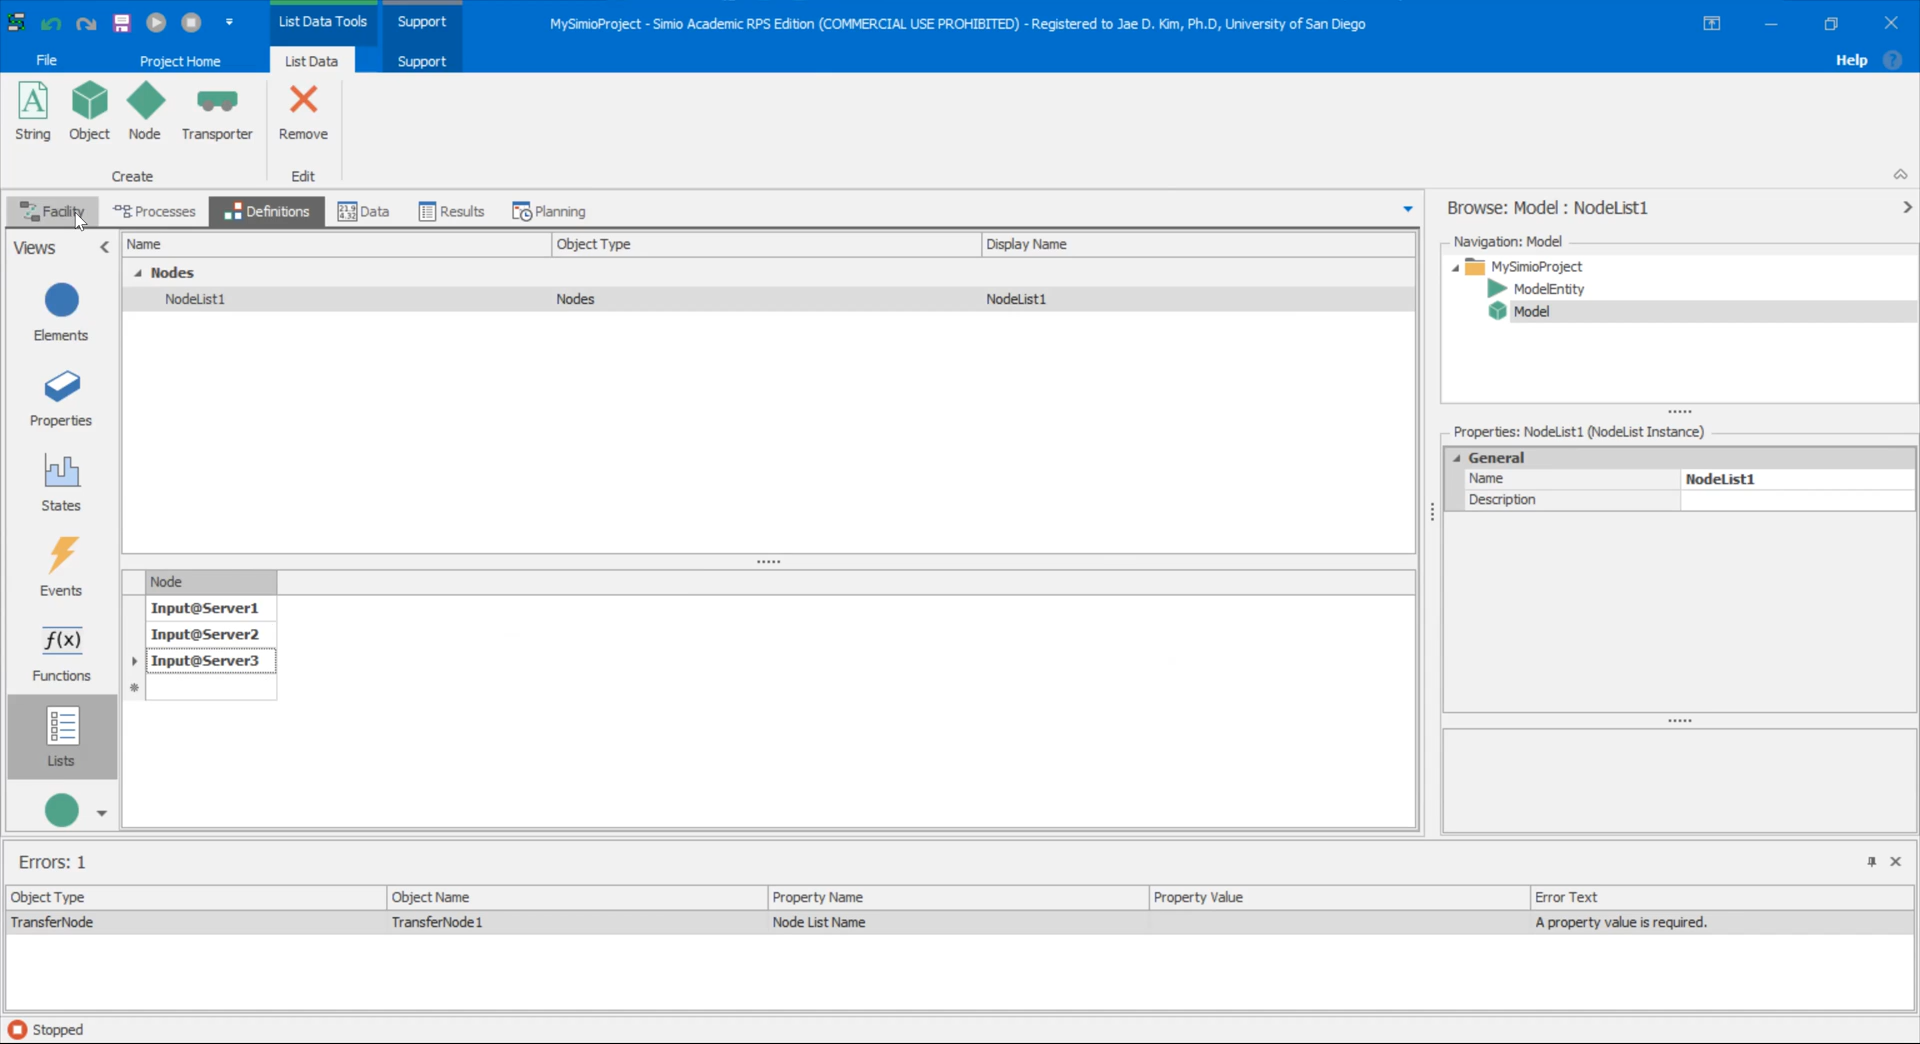 List Data Tools
Support
MySimioProject - Simio Academic RPS Edition (COMMERCIAL USE PROHIBITED) - Registered to Jae D. Kim, Ph.D, University of San Diego
File
Project Home
List Data
Support
Help
?
A
String
Object
Node
Transporter
Remove
Create
Edit
Facility
Processes
Definitions
21.9
4.32
Data
Results
Planning
Browse: Model : NodeList1
Views
Name
Object Type
Display Name
Nodes
NodeList1
Nodes
NodeList1
Navigation: Model
MySimioProject
ModelEntity
Model
Elements
Properties
States
Events
f(x)
Functions
Lists
Properties: NodeList1 (NodeList Instance)
General
Name
NodeList1
Description
Node
Input@Server1
Input@Server2
Input@Server3
Errors: 1
Object Type
Object Name
Property Name
Property Value
Error Text
TransferNode
TransferNode1
Node List Name
A property value is required.
Stopped